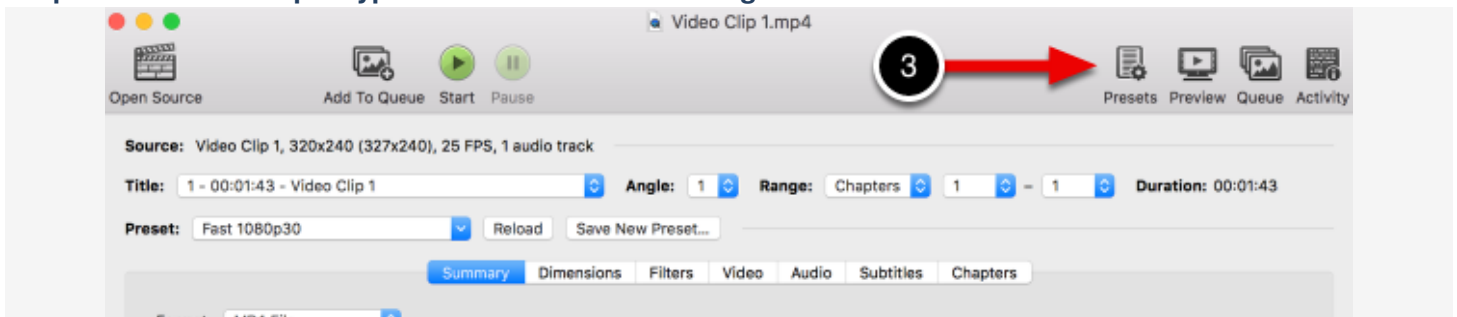 Video Clip 1.mp4
3
Open Source Add To Queue Start Pause Presets Preview Queue Activity
Source: Video Clip 1, 320x240 (327x240), 25 FPS, 1 audio track
Title: 1 - 00:01:43 - Video Clip 1 Angle: 1 Range: Chapters 1 - 1 Duration: 00:01:43
Preset: Fast 1080p30 Reload Save New Preset...
Summary Dimensions Filters Video Audio Subtitles Chapters